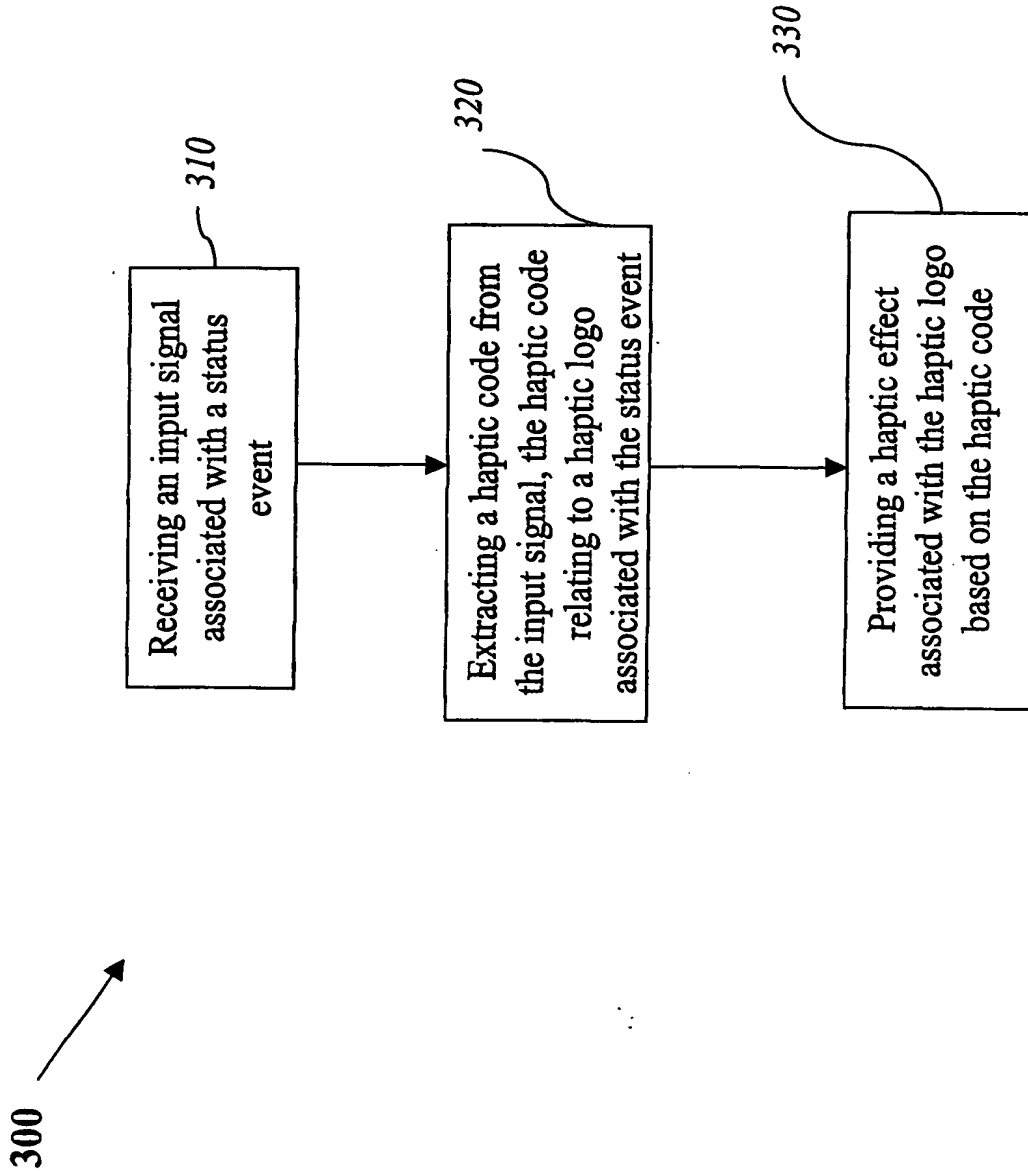 300
Receiving an input signal
associated with a status
event
310
Extracting a haptic code from
the input signal, the haptic code
relating to a haptic logo
associated with the status event
320
Providing a haptic effect
associated with the haptic logo
based on the haptic code
330